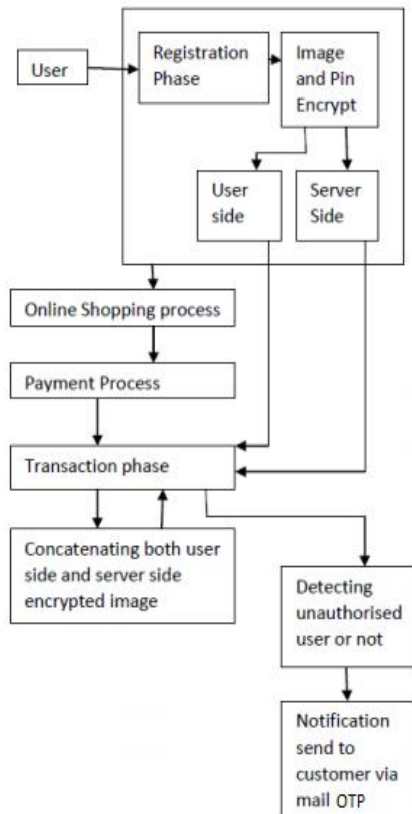 User
Registration
Phase
Image
and Pin
Encrypt
User
side
Server
Side
Online Shopping process
Payment Process
Transaction phase
Concatenating both user
side and server side
encrypted image
Detecting
unauthorised
user or not
Notification
send to
customer via
mail OTP